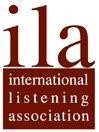 ila
international
listening
association